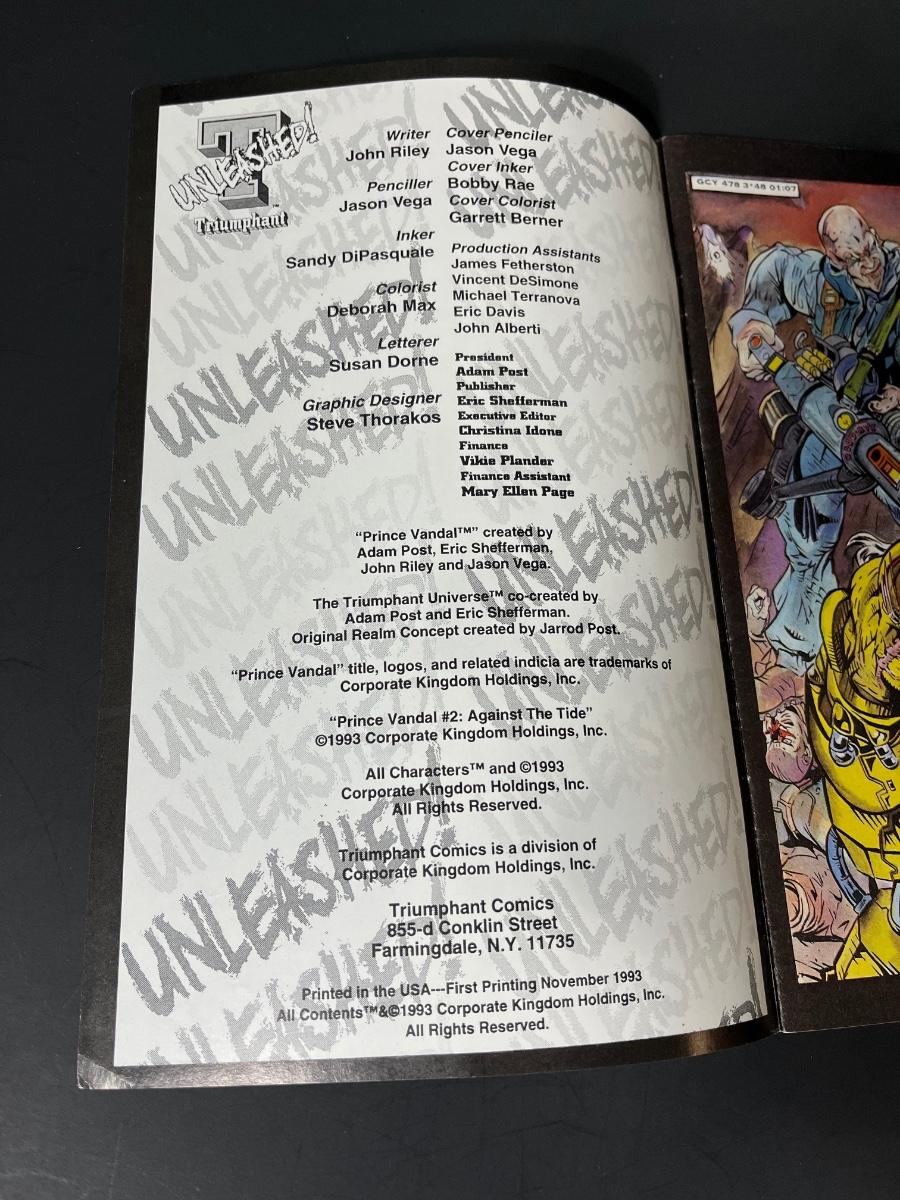 UNLEASHED!
Triumphant
Writer
John Riley
Penciller
Jason Vega
Inker
Sandy DiPasquale
Colorist
Deborah Max
Letterer
Susan Dorne
Graphic Designer
Steve Thorakos
Cover Penciler
Jason Vega
Cover Inker
Bobby Rae
Cover Colorist
Garrett Berner
Production Assistants
James Fetherston
Vincent DeSimone
Michael Terranova
Eric Davis
John Alberti
President
Adam Post
Publisher
Eric Shefferman
Executive Editor
Christina Idone
Finance
Vikie Plander
Finance Assistant
Mary Ellen Page
“Prince Vandal™” created by
Adam Post, Eric Shefferman,
John Riley and Jason Vega.
The Triumphant Universe™ co-created by
Adam Post and Eric Shefferman.
Original Realm Concept created by Jarrod Post.
“Prince Vandal” title, logos, and related indicia are trademarks of
Corporate Kingdom Holdings, Inc.
“Prince Vandal #2: Against The Tide”
©1993 Corporate Kingdom Holdings, Inc.
All Characters™ and ©1993
Corporate Kingdom Holdings, Inc.
All Rights Reserved.
Triumphant Comics is a division of
Corporate Kingdom Holdings, Inc.
Triumphant Comics
855-d Conklin Street
Farmingdale, N.Y. 11735
Printed in the USA---First Printing November 1993
All Contents™&©1993 Corporate Kingdom Holdings, Inc.
All Rights Reserved.
UNLEASHED!
UNLEASHED!
UNLEASHED!
UNLEASHED!
GCY 478 3*48 01:07